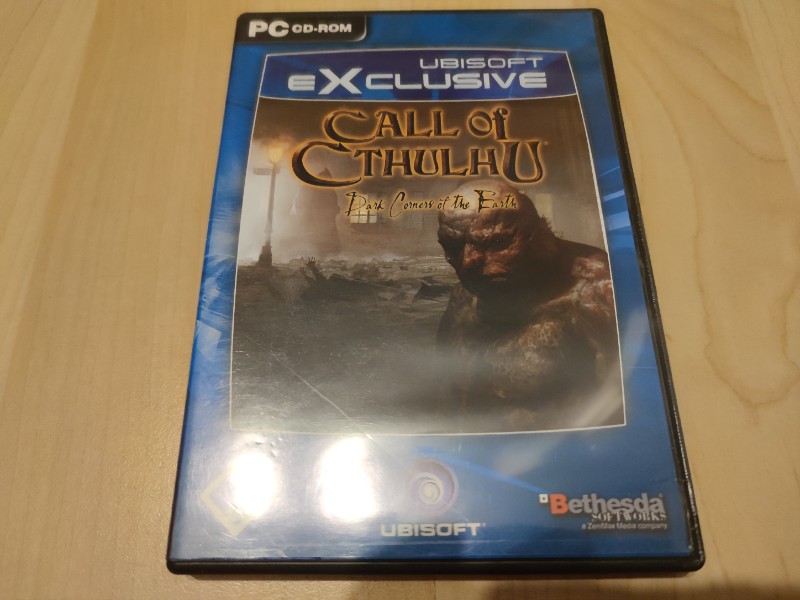 PC CD-ROM
UBISOFT
eXCLUSIVE
CALL of
CTHULHU
Dark Corners of the Earth
UBISOFT
Bethesda
SOFTWORKS
a ZeniMax Media company